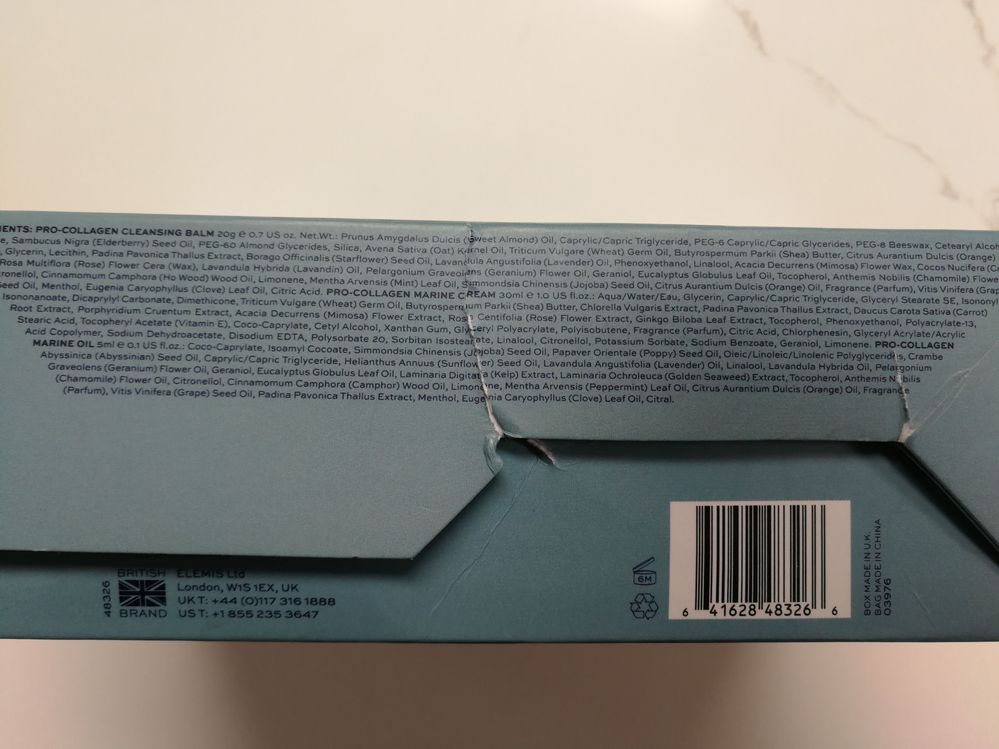 ENTS: PRO-COLLAGEN CLEANSING BALM 20g e 0.7 US oz. Net.Wt.: Prunus Amygdalus Dulcis (Sweet Almond) Oil, Caprylic/Capric Triglyceride, PEG-6 Caprylic/Capric Glycerides, PEG-8 Beeswax, Cetearyl Alco
Sambucus Nigra (Elderberry) Seed Oil, PEG-60 Almond Glycerides, Silica, Avena Sativa (Oat) Kernel Oil, Triticum Vulgare (Wheat) Germ Oil, Butyrospermum Parkii (Shea) Butter, Citrus Aurantium Dulcis (Orange)
Glycerin, Lecithin, Padina Pavonica Thallus Extract, Borago Officinalis (Starflower) Seed Oil, Lavandula Angustifolia (Lavender) Oil, Phenoxyethanol, Linalool, Acacia Decurrens (Mimosa) Flower Wax, Cocos Nucifera (C
Rosa Multiflora (Rose) Flower Cera (Wax), Lavandula Hybrida (Lavandin) Oil, Pelargonium Graveolens (Geranium) Flower Oil, Geraniol, Eucalyptus Globulus Leaf Oil, Tocopherol, Anthemis Nobilis (Chamomile) Flowe
tronellol, Cinnamomum Camphora (Ho Wood) Wood Oil, Limonene, Mentha Arvensis (Mint) Leaf Oil, Simmondsia Chinensis (Jojoba) Seed Oil, Citrus Aurantium Dulcis (Orange) Oil, Fragrance (Parfum), Vitis Vinifera (Grap
Seed Oil, Menthol, Eugenia Caryophyllus (Clove) Leaf Oil, Citric Acid. PRO-COLLAGEN MARINE CREAM 30ml e 1.0 US fl.oz.: Aqua/Water/Eau, Glycerin, Caprylic/Capric Triglyceride, Glyceryl Stearate SE, Isononyl
Isononanoate, Dicaprylyl Carbonate, Dimethicone, Triticum Vulgare (Wheat) Germ Oil, Butyrospermum Parkii (Shea) Butter, Chlorella Vulgaris Extract, Padina Pavonica Thallus Extract, Daucus Carota Sativa (Carrot)
Root Extract, Porphyridium Cruentum Extract, Acacia Decurrens (Mimosa) Flower Extract, Rosa Centifolia (Rose) Flower Extract, Ginkgo Biloba Leaf Extract, Tocopherol, Phenoxyethanol, Polyacrylate-13,
Stearic Acid, Tocopheryl Acetate (Vitamin E), Coco-Caprylate, Cetyl Alcohol, Xanthan Gum, Glyceryl Polyacrylate, Polyisobutene, Fragrance (Parfum), Citric Acid, Chlorphenesin, Glyceryl Acrylate/Acrylic
Acid Copolymer, Sodium Dehydroacetate, Disodium EDTA, Polysorbate 20, Sorbitan Isostearate, Linalool, Citronellol, Potassium Sorbate, Sodium Benzoate, Geraniol, Limonene. PRO-COLLAGEN
MARINE OIL 5ml e 0.1 US fl.oz.: Coco-Caprylate, Isoamyl Cocoate, Simmondsia Chinensis (Jojoba) Seed Oil, Papaver Orientale (Poppy) Seed Oil, Oleic/Linoleic/Linolenic Polyglycerides, Crambe
Abyssinica (Abyssinian) Seed Oil, Caprylic/Capric Triglyceride, Helianthus Annuus (Sunflower) Seed Oil, Lavandula Angustifolia (Lavender) Oil, Linalool, Lavandula Hybrida Oil, Pelargonium
Graveolens (Geranium) Flower Oil, Geraniol, Eucalyptus Globulus Leaf Oil, Laminaria Digitata (Kelp) Extract, Laminaria Ochroleuca (Golden Seaweed) Extract, Tocopherol, Anthemis Nobilis
(Chamomile) Flower Oil, Citronellol, Cinnamomum Camphora (Camphor) Wood Oil, Limonene, Mentha Arvensis (Peppermint) Leaf Oil, Citrus Aurantium Dulcis (Orange) Oil, Fragrance
(Parfum), Vitis Vinifera (Grape) Seed Oil, Padina Pavonica Thallus Extract, Menthol, Eugenia Caryophyllus (Clove) Leaf Oil, Citral.
48326
BRITISH
BRAND
ELEMIS Ltd
London, W1S 1EX, UK
UK T: +44 (0)117 316 1888
US T: +1 855 235 3647
6M
6 41628 48326 6
BOX MADE IN U.K.
BAG MADE IN CHINA
03976